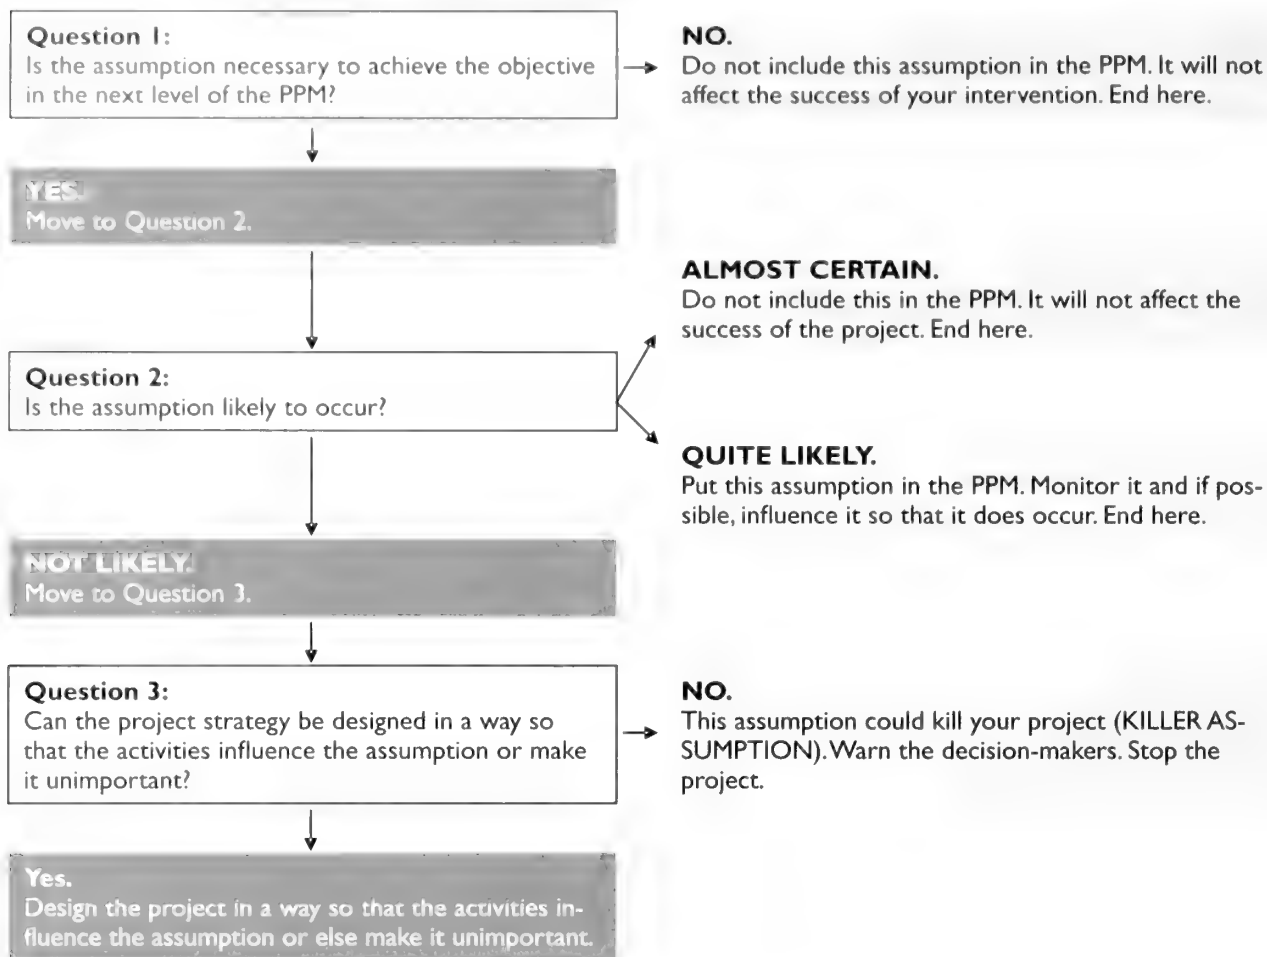 Question 1:
Is the assumption necessary to achieve the objective
in the next level of the PPM?
NO.
Do not include this assumption in the PPM. It will not
affect the success of your intervention. End here.
YES.
Move to Question 2.
ALMOST CERTAIN.
Do not include this in the PPM. It will not affect the
success of the project. End here.
Question 2:
Is the assumption likely to occur?
QUITE LIKELY.
Put this assumption in the PPM. Monitor it and if pos-
sible, influence it so that it does occur. End here.
NOT LIKELY.
Move to Question 3.
Question 3:
Can the project strategy be designed in a way so
that the activities influence the assumption or make
it unimportant?
NO.
This assumption could kill your project (KILLER AS-
SUMPTION). Warn the decision-makers. Stop the
project.
Yes.
Design the project in a way so that the activities in-
fluence the assumption or else make it unimportant.